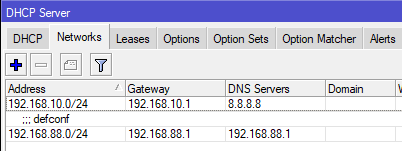 DHCP Server
DHCP Networks Leases Options Option Sets Option Matcher Alerts
Address Gateway DNS Servers Domain
192.168.10.0/24 192.168.10.1 8.8.8.8
;;; defconf
192.168.88.0/24 192.168.88.1 192.168.88.1